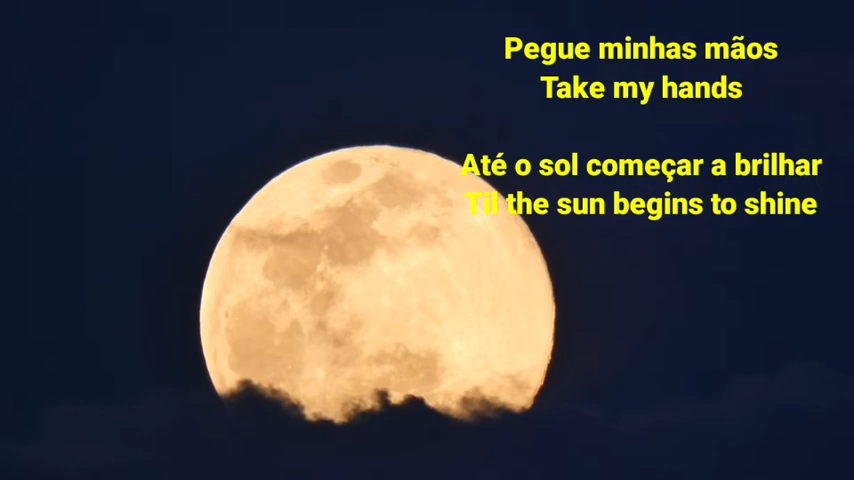 Pegue minhas mãos
Take my hands
Até o sol começar a brilhar
Til the sun begins to shine